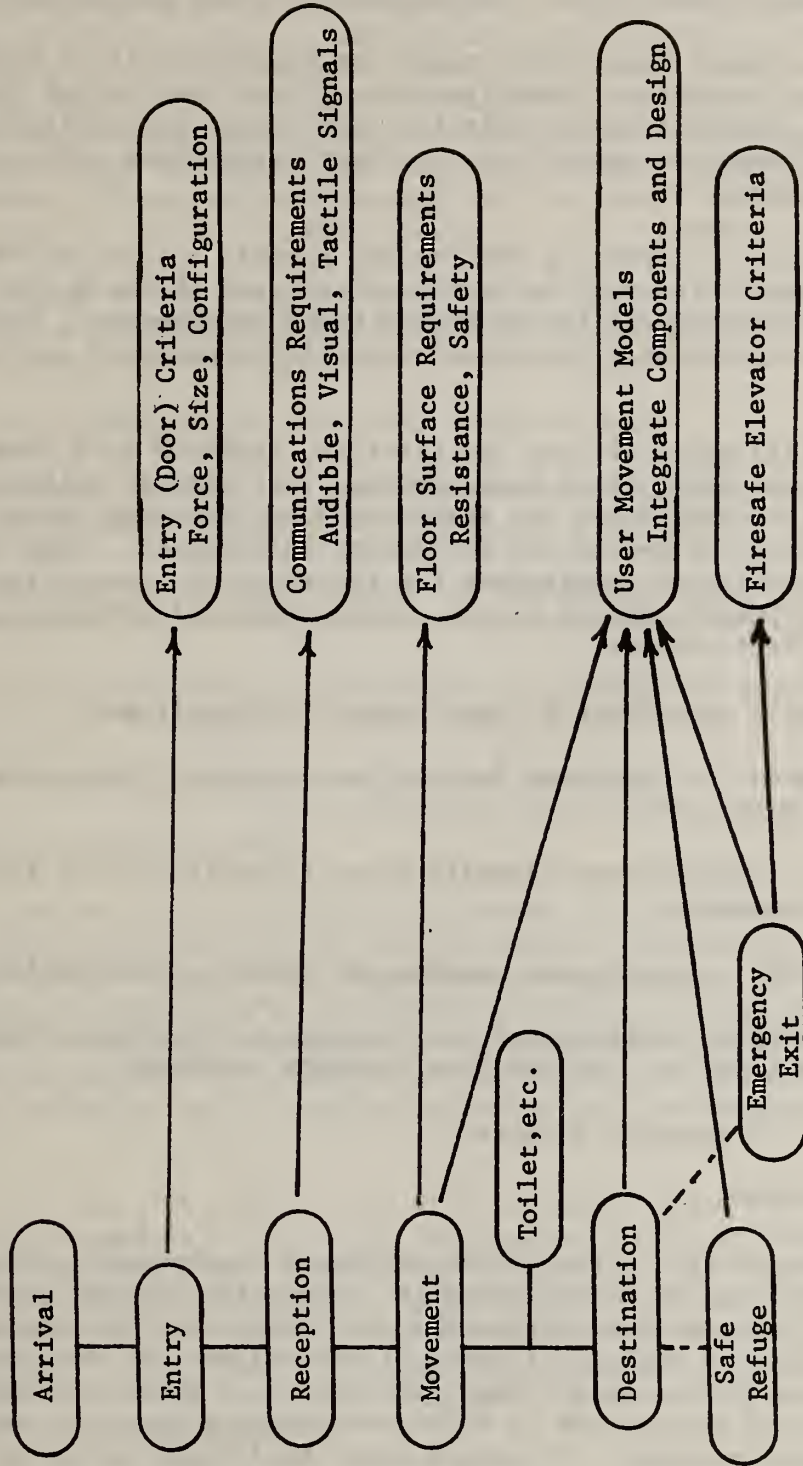 Arrival
Entry
Reception
Movement
Toilet,etc.
Destination
Safe
Refuge
Emergency
Exit
Entry (Door) Criteria
Force, Size, Configuration
Communications Requirements
Audible, Visual, Tactile Signals
Floor Surface Requirements
Resistance, Safety
User Movement Models
Integrate Components and Design
Firesafe Elevator Criteria